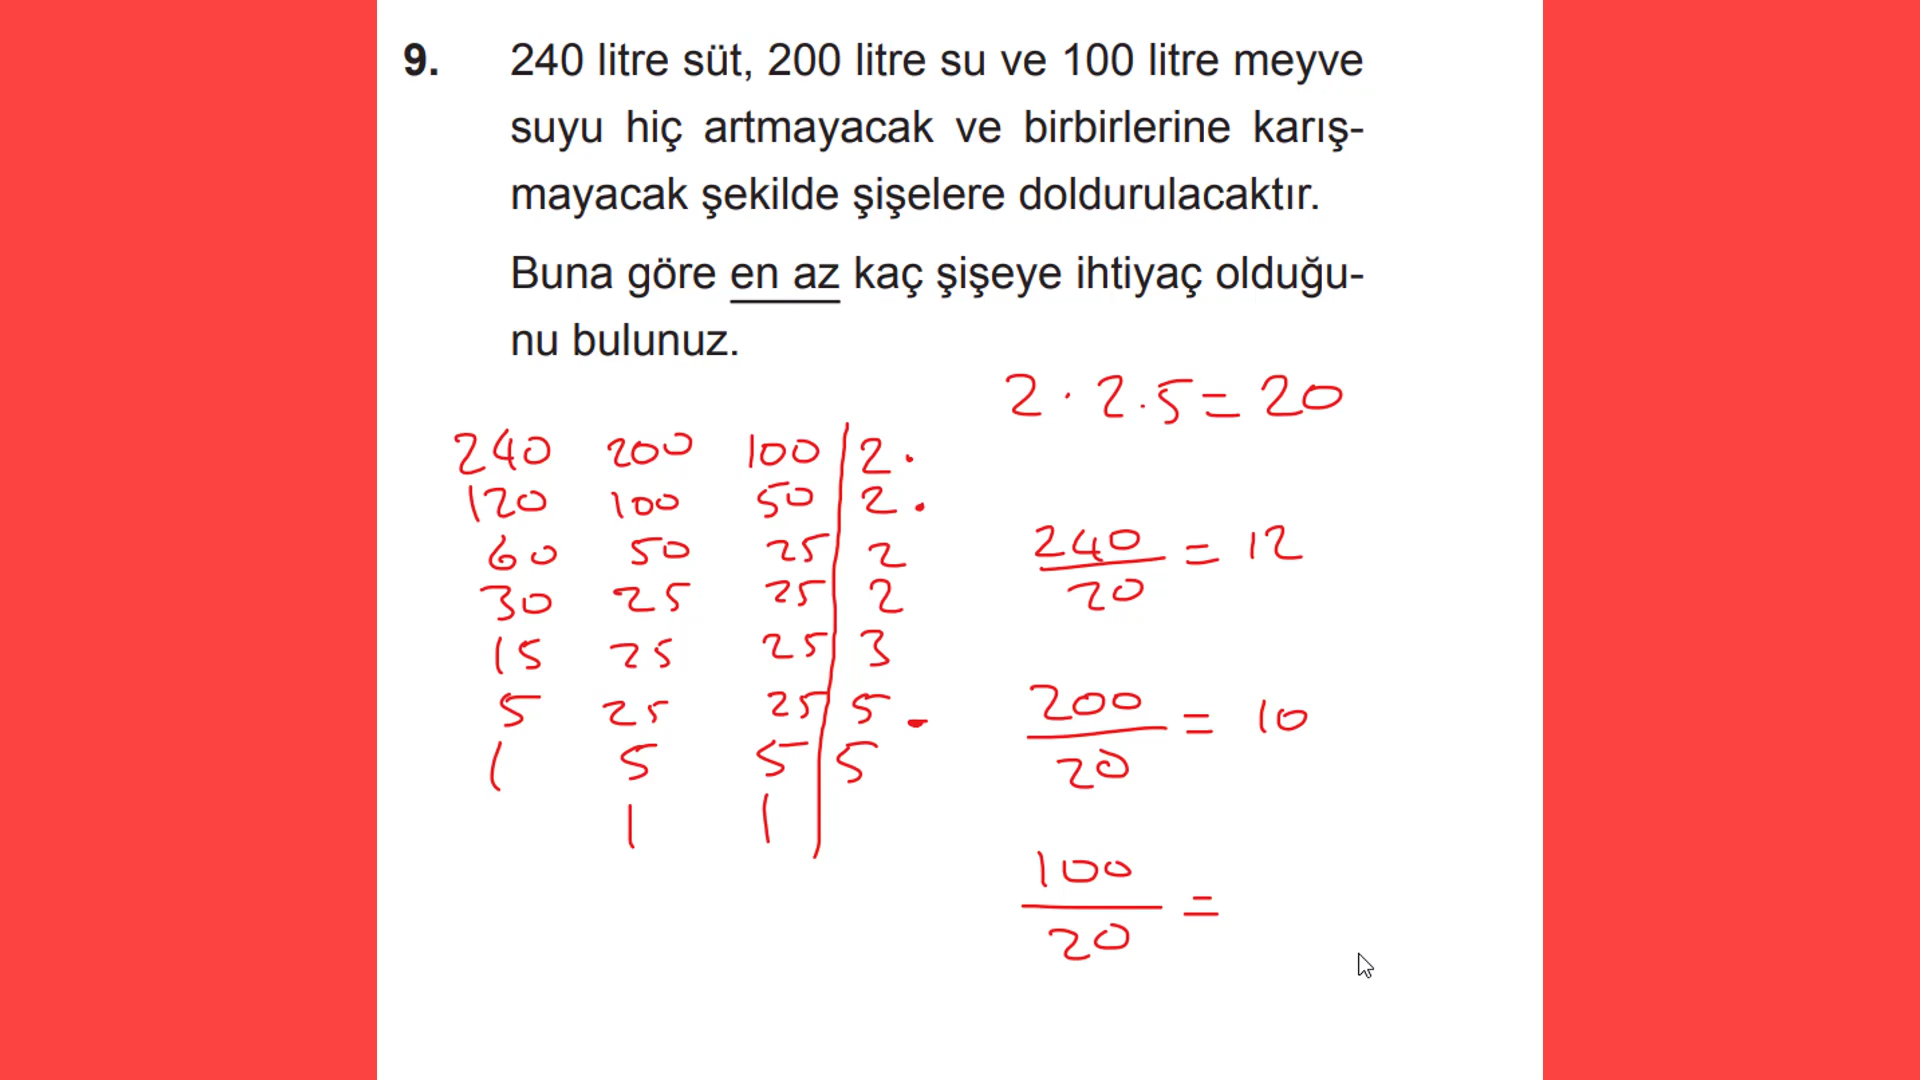 9. 240 litre süt, 200 litre su ve 100 litre meyve
suyu hiç artmayacak ve birbirlerine karış-
mayacak şekilde şişelere doldurulacaktır.
Buna göre en az kaç şişeye ihtiyaç olduğu-
nu bulunuz.
240 200 100 | 2 .
120 100 50 | 2 .
60 50 25 | 2
30 25 25 | 2
15 25 25 | 3
5 25 25 | 5 .
1 5 5 | 5
1 1
2 . 2 . 5 = 20
240/20 = 12
200/20 = 10
100/20 =